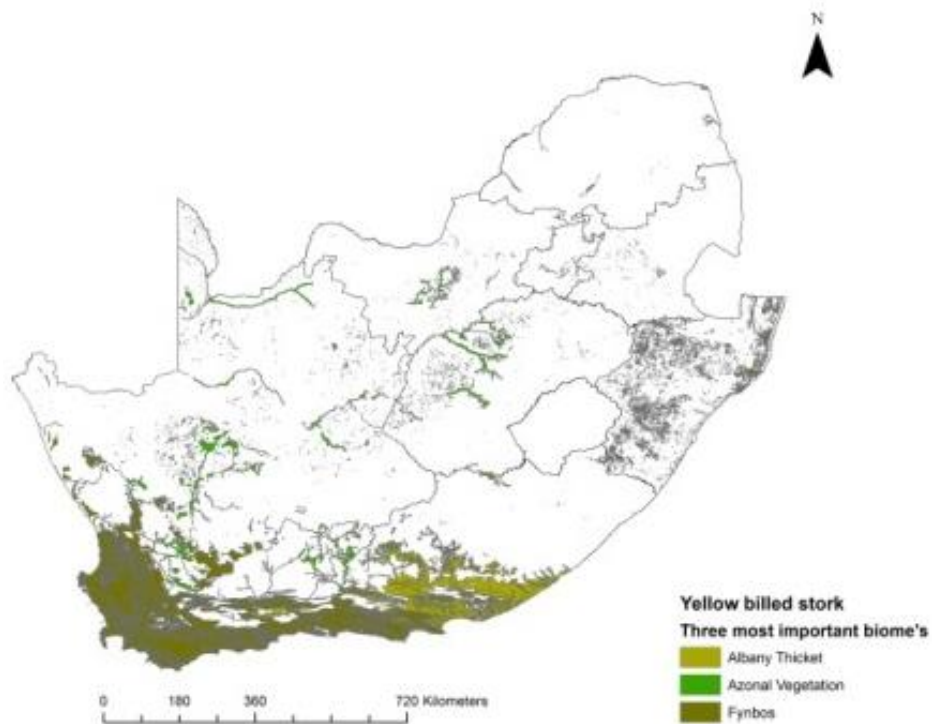 N
Yellow billed stork
Three most important biome's
Albany Thicket
Azonal Vegetation
Fynbos
0 180 360 720 Kilometers